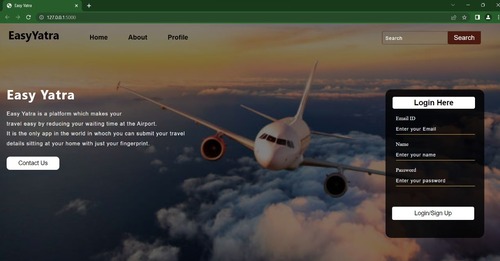 Easy Yatra
127.0.0.1:5000
EasyYatra
Home
About
Profile
Search
Search
Easy Yatra
Easy Yatra is a platform which makes your
travel easy by reducing your waiting time at the Airport.
It is the only app in the world in whoch you can submit your travel
details sitting at your home with just your fingerprint.
Contact Us
Login Here
Email ID
Enter your Email
Name
Enter your name
Password
Enter your password
Login/Sign Up